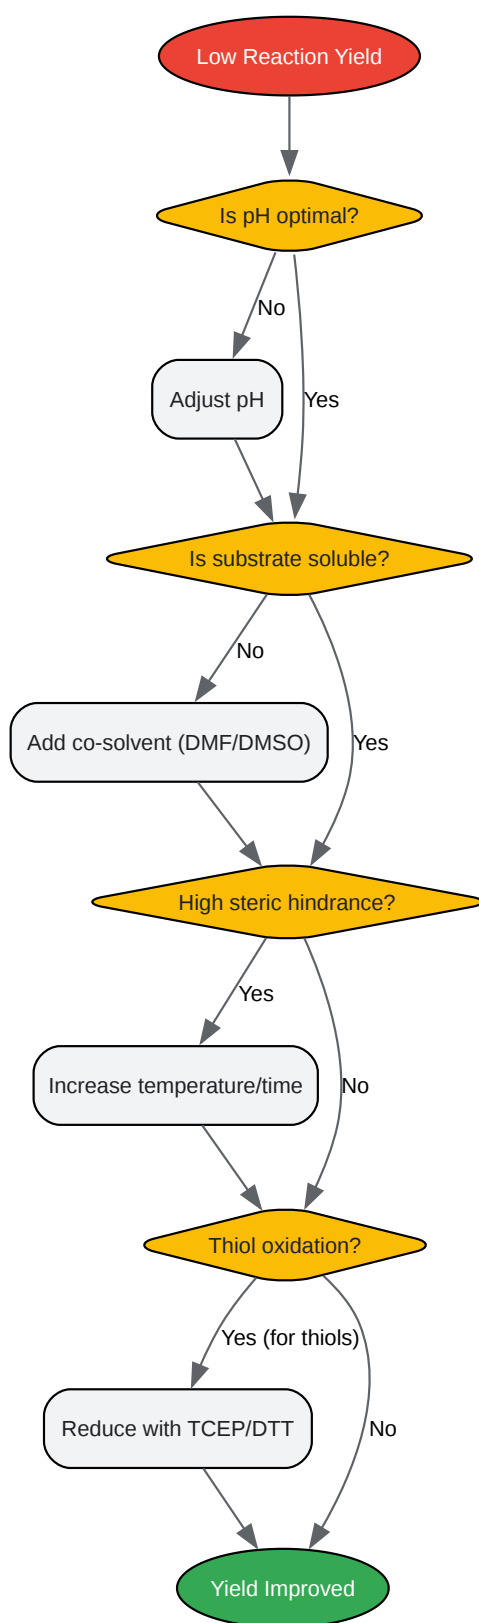 Low Reaction Yield
Is pH optimal?
No
Adjust pH
Yes
Is substrate soluble?
No
Add co-solvent (DMF/DMSO)
Yes
High steric hindrance?
Yes
Increase temperature/time
No
Thiol oxidation?
Yes (for thiols)
Reduce with TCEP/DTT
No
Yield Improved